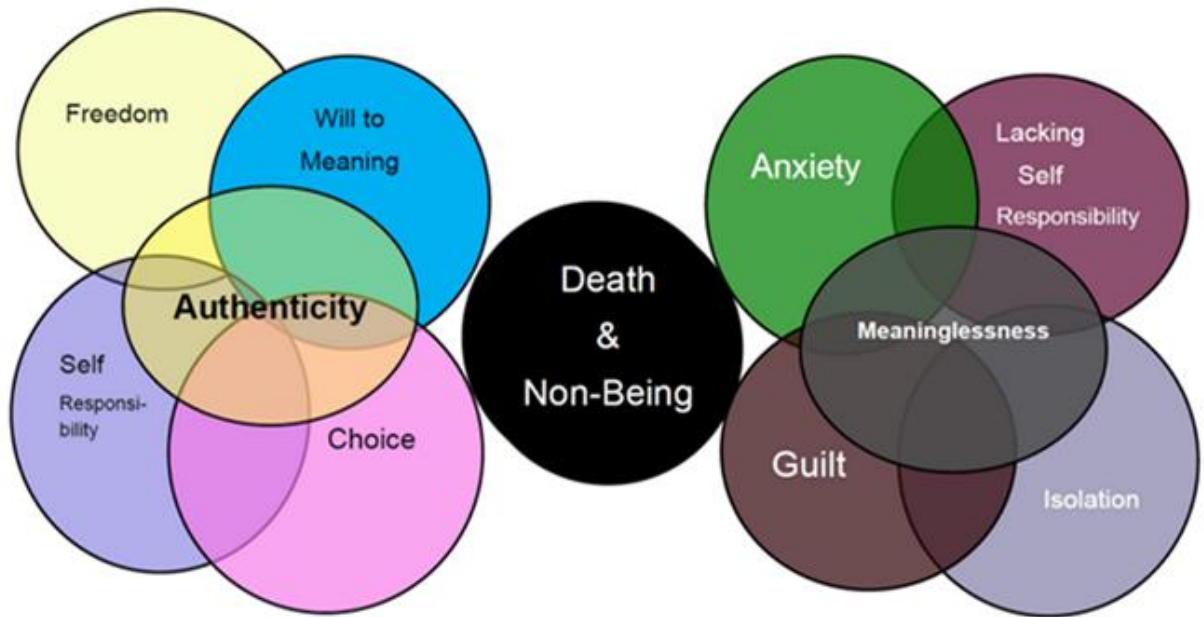 Freedom
Will to
Meaning
Authenticity
Self
Responsi-
bility
Choice
Death
&
Non-Being
Anxiety
Lacking
Self
Responsibility
Meaninglessness
Guilt
Isolation